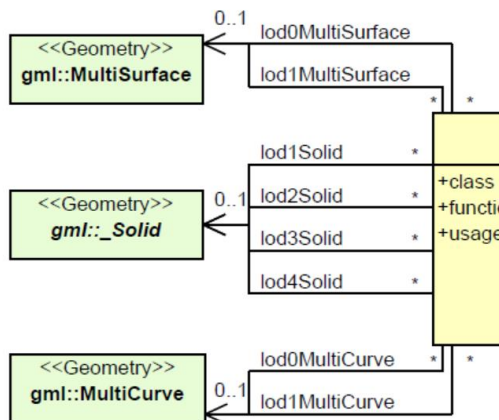 0..1
lod0MultiSurface
<<Geometry>>
gml::MultiSurface
lod1MultiSurface
* *
lod1Solid *
+class
<<Geometry>>
gml::_Solid
0..1
lod2Solid *
+usage
lod3Solid *
lod4Solid *
<<Geometry>>
gml::MultiCurve
lod0MultiCurve * *
0..1
lod1MultiCurve